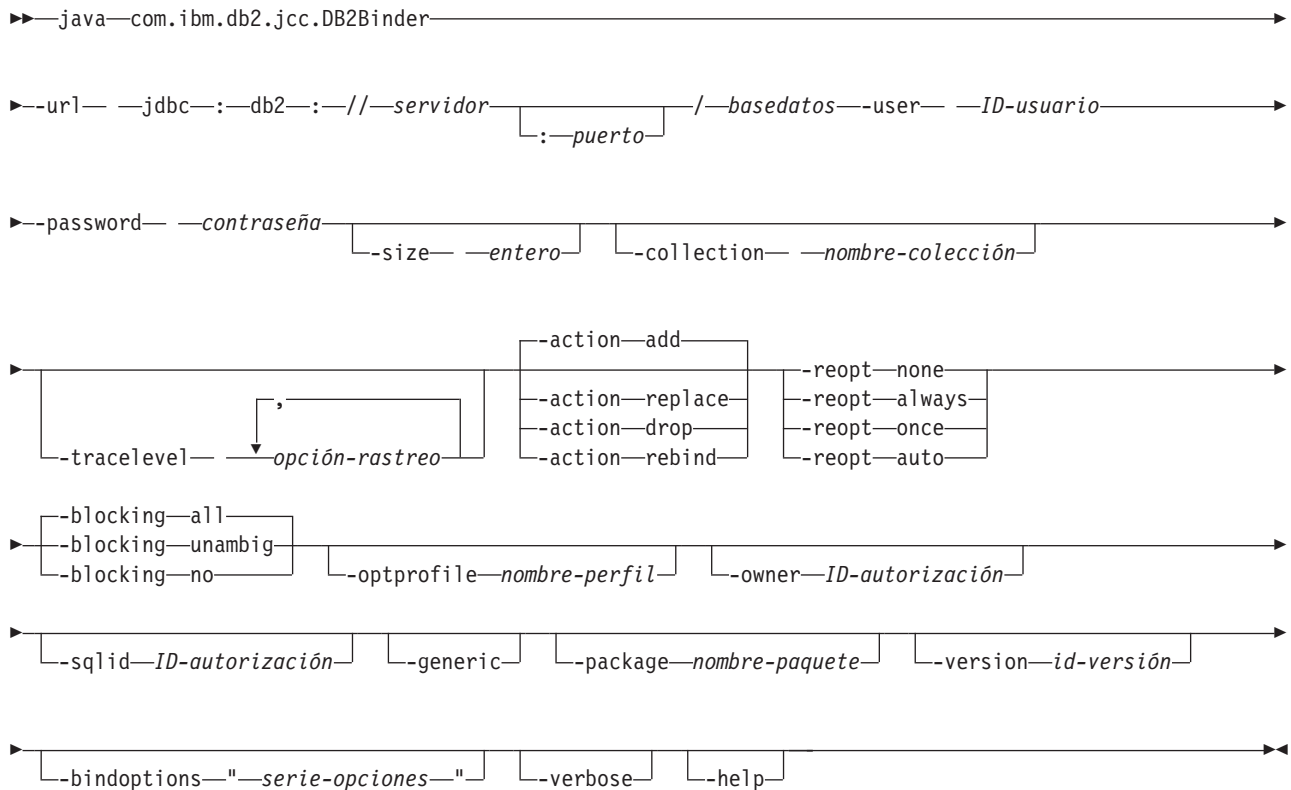 java com.ibm.db2.jcc.DB2Binder
-url jdbc : db2 : // servidor / basedatos -user ID-usuario
: puerto
-password contraseña
-size entero -collection nombre-colección
-action add
-reopt none
, -action replace -reopt always
-action drop -reopt once
-tracelevel opción-rastreo -action rebind -reopt auto
-blocking all
-blocking unambig
-blocking no -optprofile nombre-perfil -owner ID-autorización
-sqlid ID-autorización -generic -package nombre-paquete -version id-versión
-bindoptions " serie-opciones " -verbose -help